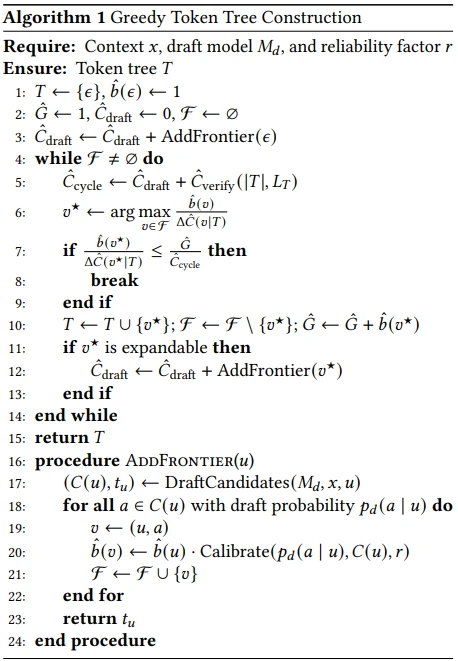 Algorithm 1 Greedy Token Tree Construction
Require: Context x, draft model M_d, and reliability factor r
Ensure: Token tree T
1: T ← {ϵ}, b̂(ϵ) ← 1
2: Ĝ ← 1, Ĉ_draft ← 0, ℱ ← ∅
3: Ĉ_draft ← Ĉ_draft + AddFrontier(ϵ)
4: while ℱ ≠ ∅ do
5: Ĉ_cycle ← Ĉ_draft + Ĉ_verify(|T|, L_T)
6: v⋆ ← arg max_{v∈ℱ} b̂(v) / ΔĈ(v|T)
7: if b̂(v⋆) / ΔĈ(v⋆|T) ≤ Ĝ / Ĉ_cycle then
8: break
9: end if
10: T ← T ∪ {v⋆}; ℱ ← ℱ \ {v⋆}; Ĝ ← Ĝ + b̂(v⋆)
11: if v⋆ is expandable then
12: Ĉ_draft ← Ĉ_draft + AddFrontier(v⋆)
13: end if
14: end while
15: return T
16: procedure AddFrontier(u)
17: (C(u), t_u) ← DraftCandidates(M_d, x, u)
18: for all a ∈ C(u) with draft probability p_d(a | u) do
19: v ← (u, a)
20: b̂(v) ← b̂(u) · Calibrate(p_d(a | u), C(u), r)
21: ℱ ← ℱ ∪ {v}
22: end for
23: return t_u
24: end procedure